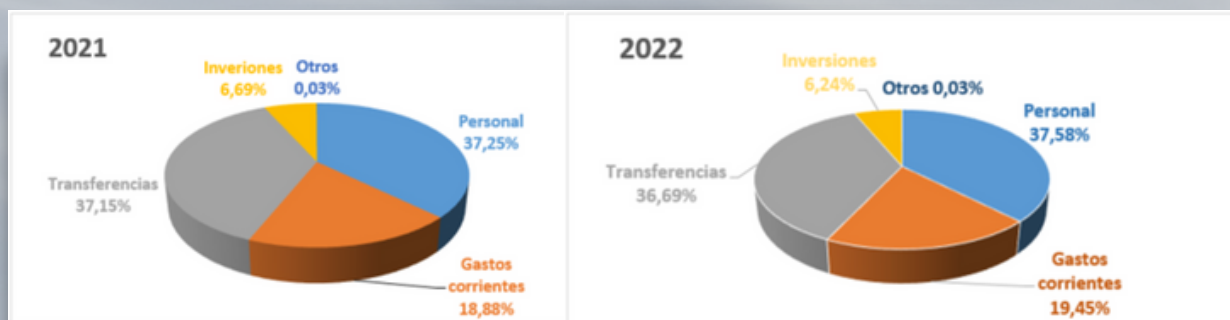 2021
Inveriones
6,69%
Otros
0,03%
Personal
37,25%
Transferencias
37,15%
Gastos
corrientes
18,88%
2022
Inversiones
6,24%
Otros 0,03%
Personal
37,58%
Transferencias
36,69%
Gastos
corrientes
19,45%